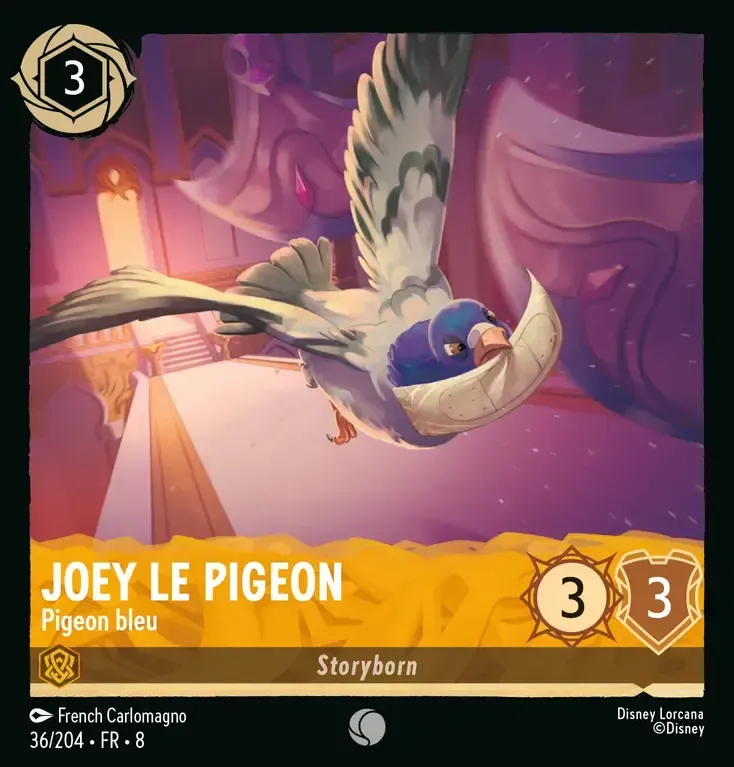 3
JOEY LE PIGEON
Pigeon bleu
3
3
Storyborn
French Carlomagno
36/204 • FR • 8
Disney Lorcana
©Disney